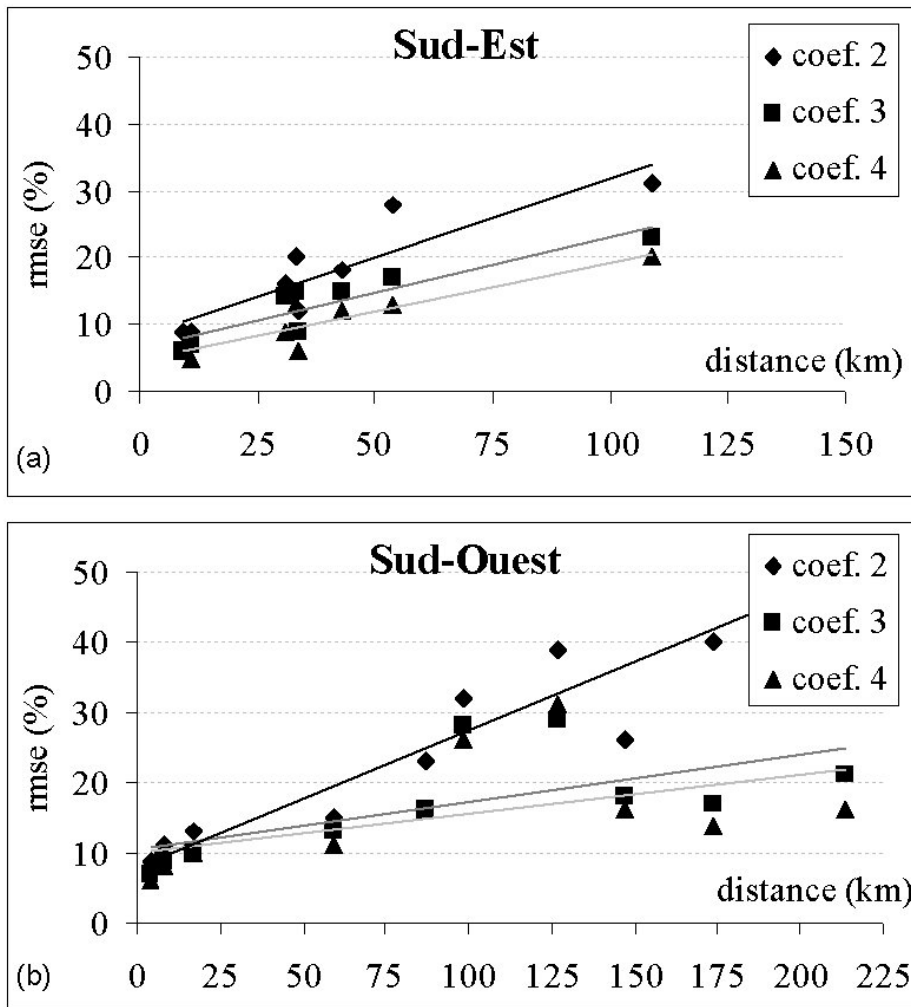 Sud-Est
50
40
30
20
10
0
rmse (%)
coef. 2
coef. 3
coef. 4
distance (km)
0 25 50 75 100 125 150
(a)
Sud-Ouest
50
40
30
20
10
0
rmse (%)
coef. 2
coef. 3
coef. 4
distance (km)
0 25 50 75 100 125 150 175 200 225
(b)